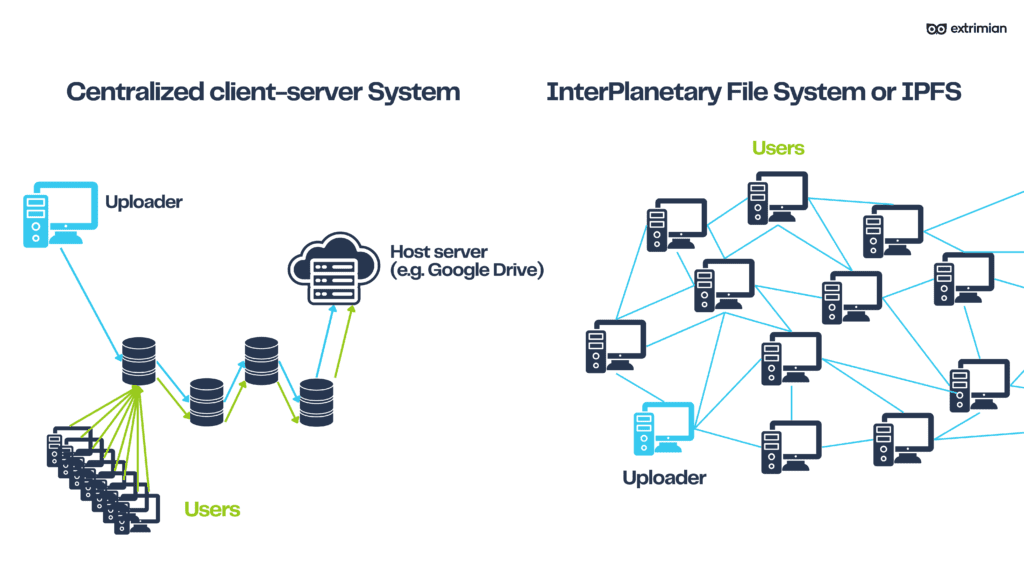 extrimian
Centralized client-server System
InterPlanetary File System or IPFS
Users
Uploader
Host server
(e.g. Google Drive)
Users
Uploader